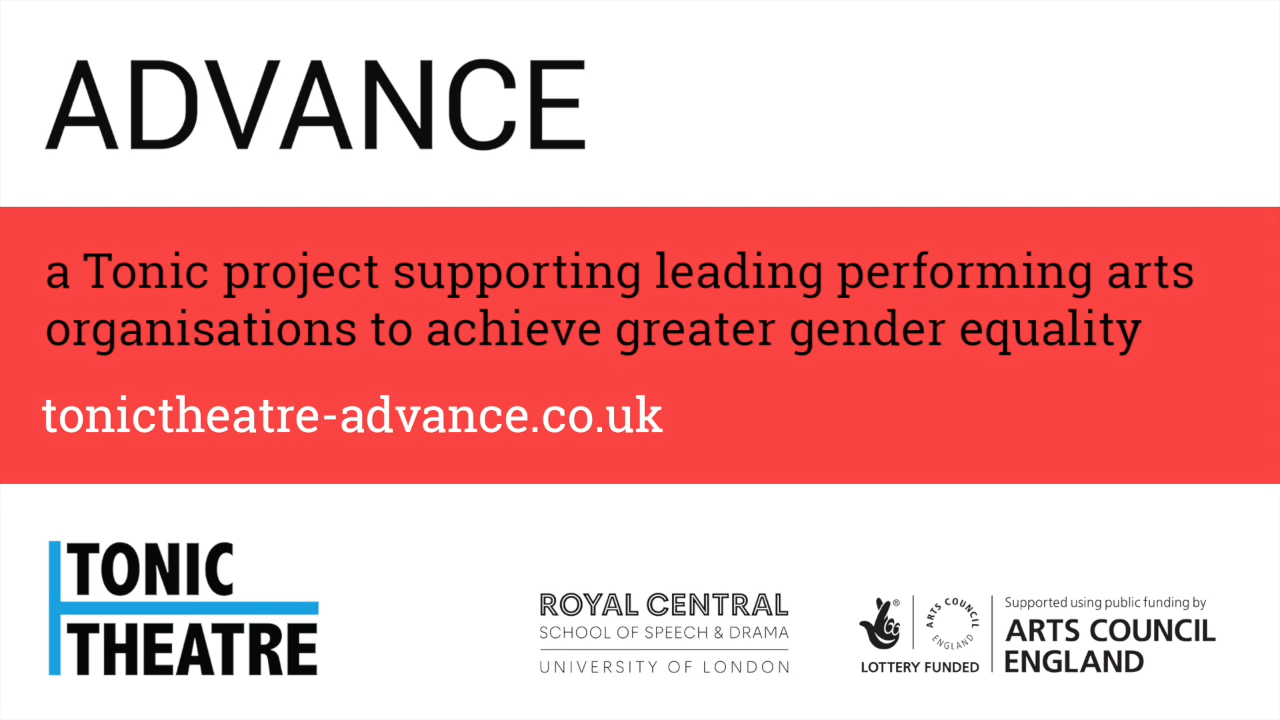 ADVANCE
a Tonic project supporting leading performing arts
organisations to achieve greater gender equality
tonictheatre-advance.co.uk
TONIC
THEATRE
ROYAL CENTRAL
SCHOOL OF SPEECH & DRAMA
UNIVERSITY OF LONDON
®
LOTTERY FUNDED
ARTS COUNCIL
ENGLAND
Supported using public funding by
ARTS COUNCIL
ENGLAND